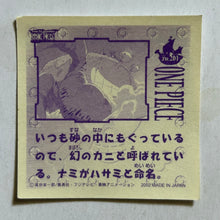 No.201
ONE PIECE
いつも砂の中にもぐっている
ので、幻のカニと呼ばれてい
る。ナミがハサミと命名。
2002 MADE IN JAPAN